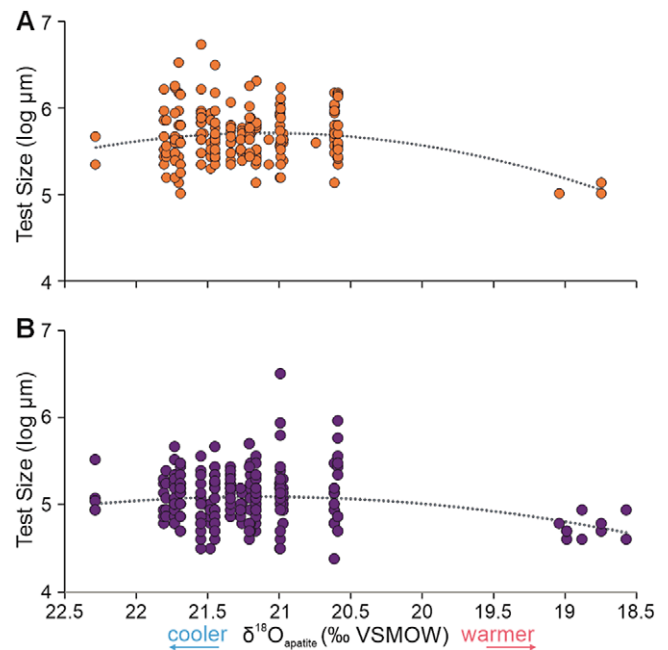 A
7
6
5
4
Test Size (log µm)
B
7
6
5
4
Test Size (log µm)
22.5 22 21.5 21 20.5 20 19.5 19 18.5
cooler δ¹⁸Oapatite (‰ VSMOW) warmer